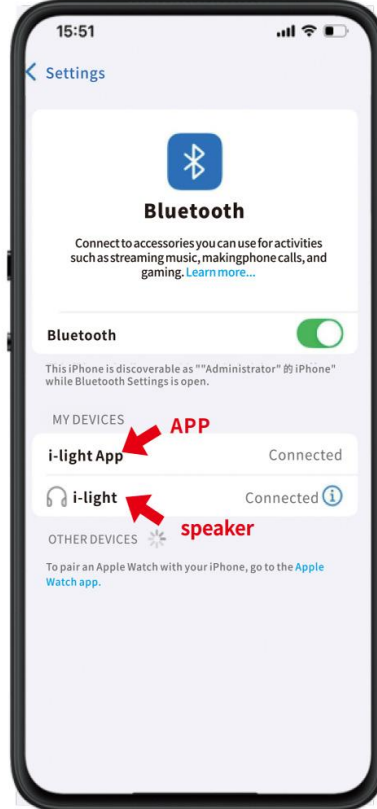 15:51
Settings
Bluetooth
Connect to accessories you can use for activities
such as streaming music, makingphone calls, and
gaming. Learn more...
Bluetooth
This iPhone is discoverable as ""Administrator" 的 iPhone"
while Bluetooth Settings is open.
MY DEVICES
APP
i-light App Connected
i-light Connected
speaker
OTHER DEVICES
To pair an Apple Watch with your iPhone, go to the Apple
Watch app.